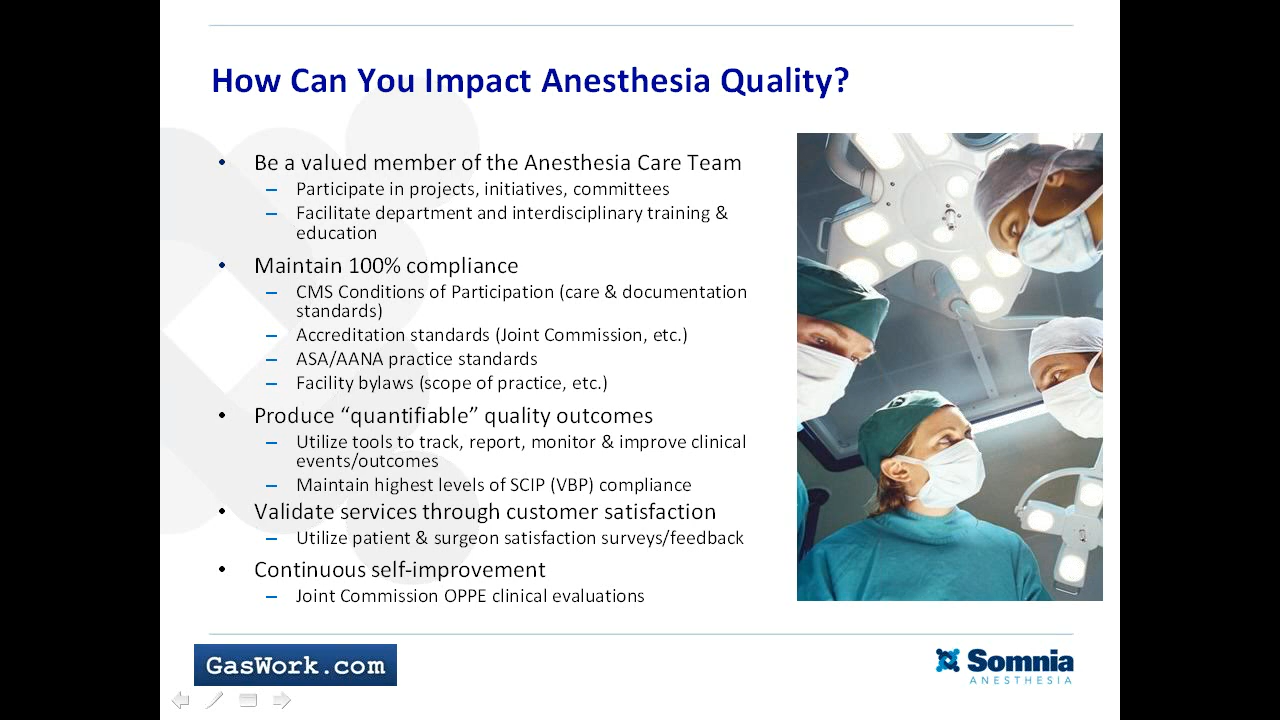 How Can You Impact Anesthesia Quality?
• Be a valued member of the Anesthesia Care Team
– Participate in projects, initiatives, committees
– Facilitate department and interdisciplinary training &
education
• Maintain 100% compliance
– CMS Conditions of Participation (care & documentation
standards)
– Accreditation standards (Joint Commission, etc.)
– ASA/AANA practice standards
– Facility bylaws (scope of practice, etc.)
• Produce “quantifiable” quality outcomes
– Utilize tools to track, report, monitor & improve clinical
events/outcomes
– Maintain highest levels of SCIP (VBP) compliance
• Validate services through customer satisfaction
– Utilize patient & surgeon satisfaction surveys/feedback
• Continuous self-improvement
– Joint Commission OPPE clinical evaluations
GasWork.com
Somnia
ANESTHESIA